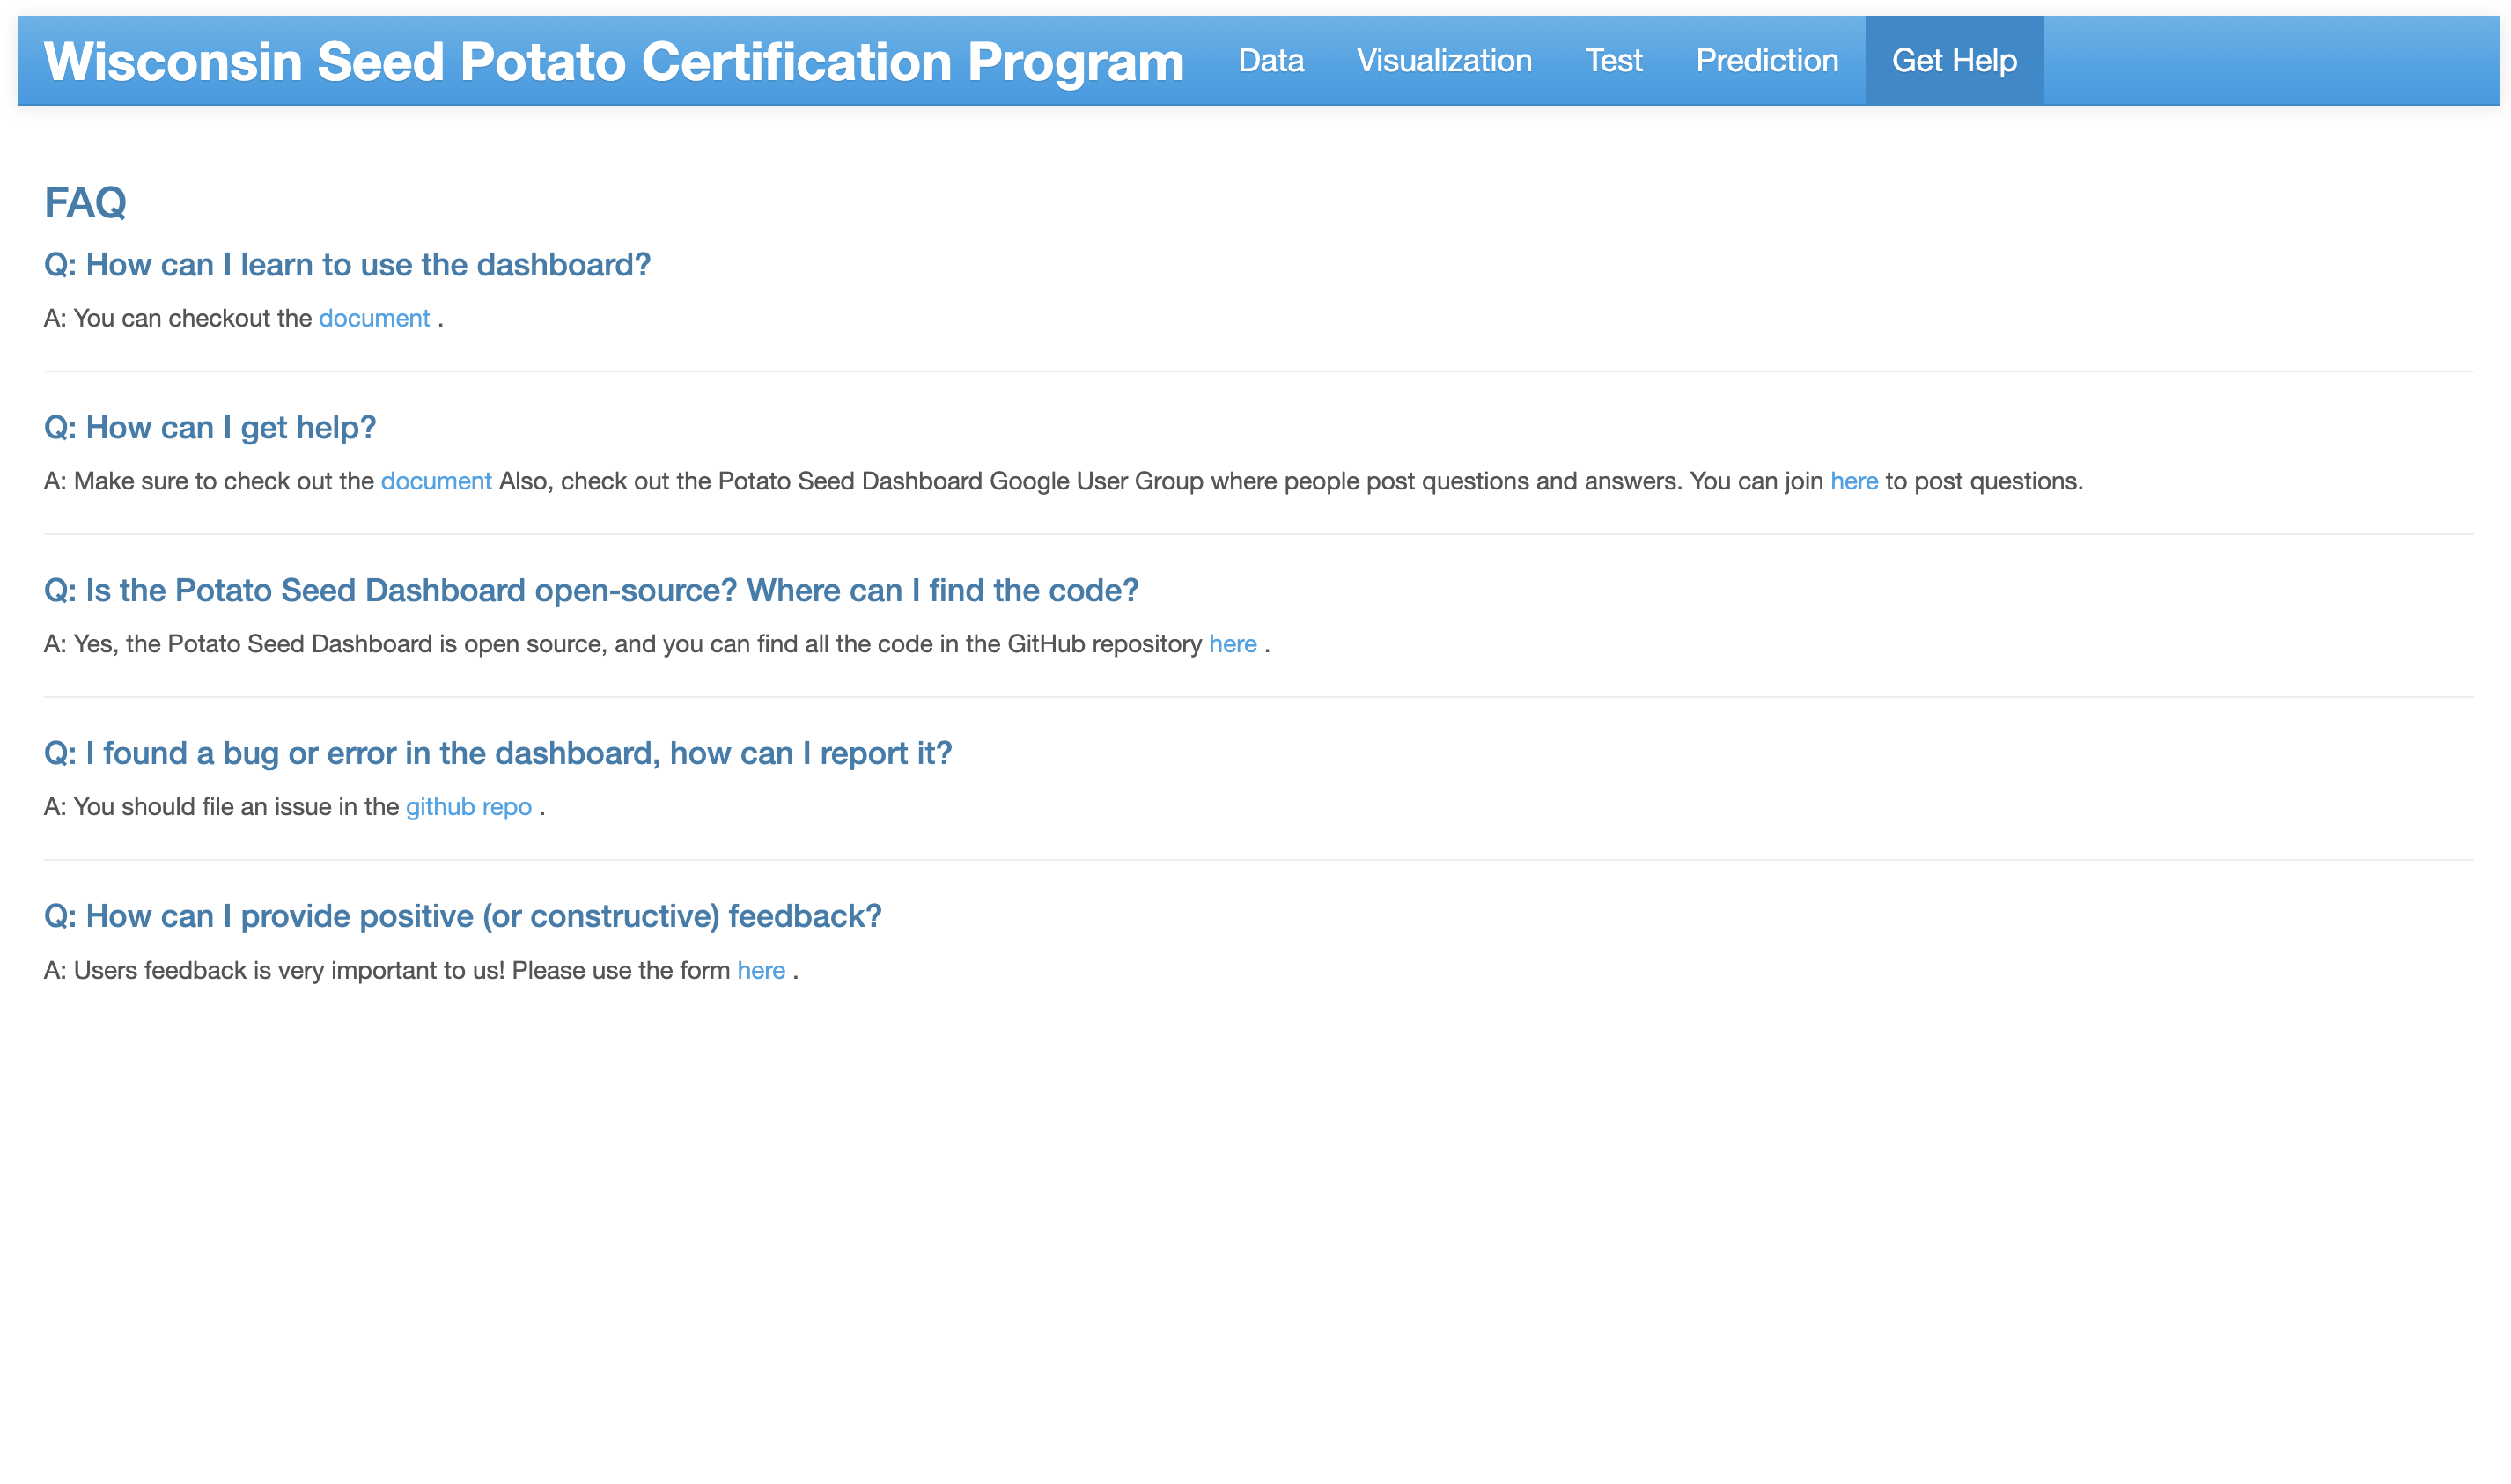 Wisconsin Seed Potato Certification Program Data Visualization Test Prediction Get Help
FAQ
Q: How can I learn to use the dashboard?
A: You can checkout the document .
Q: How can I get help?
A: Make sure to check out the document Also, check out the Potato Seed Dashboard Google User Group where people post questions and answers. You can join here to post questions.
Q: Is the Potato Seed Dashboard open-source? Where can I find the code?
A: Yes, the Potato Seed Dashboard is open source, and you can find all the code in the GitHub repository here .
Q: I found a bug or error in the dashboard, how can I report it?
A: You should file an issue in the github repo .
Q: How can I provide positive (or constructive) feedback?
A: Users feedback is very important to us! Please use the form here .